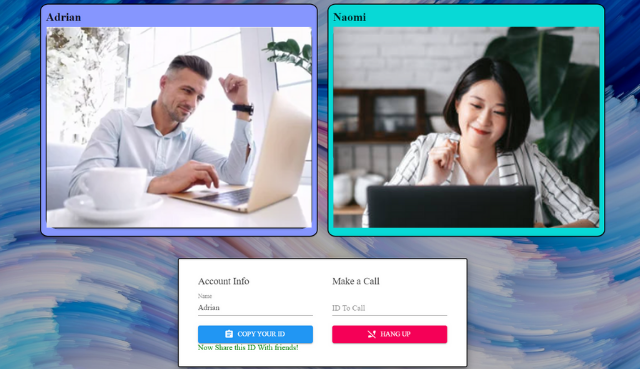 Adrian
Naomi
Account Info
Make a Call
Name
Adrian
ID To Call
COPY YOUR ID
HANG UP
Now Share this ID With friends!